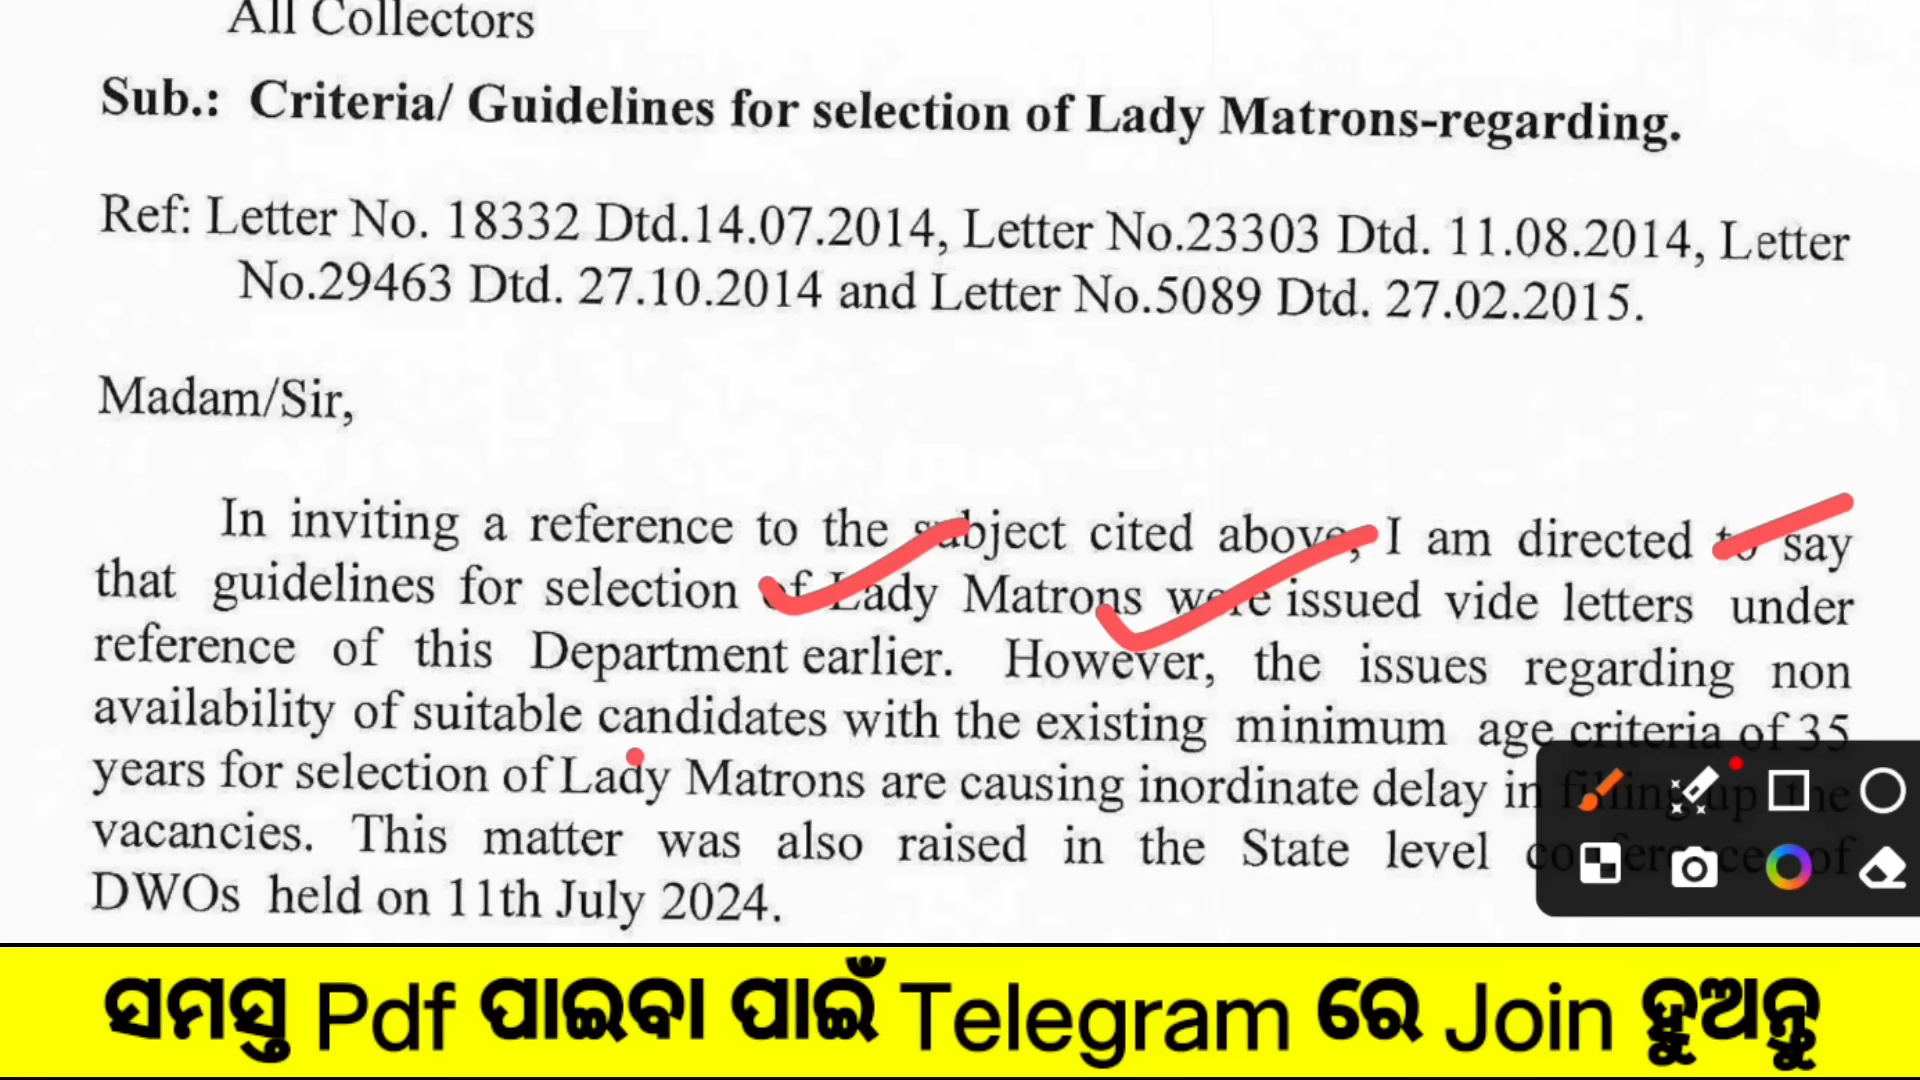 All Collectors
Sub.: Criteria/ Guidelines for selection of Lady Matrons-regarding.
Ref: Letter No. 18332 Dtd.14.07.2014, Letter No.23303 Dtd. 11.08.2014, Letter
No.29463 Dtd. 27.10.2014 and Letter No.5089 Dtd. 27.02.2015.
Madam/Sir,
In inviting a reference to the subject cited above, I am directed to say
that guidelines for selection of Lady Matrons were issued vide letters under
reference of this Department earlier. However, the issues regarding non
availability of suitable candidates with the existing minimum age criteria of 35
years for selection of Lady Matrons are causing inordinate delay in filling up the
vacancies. This matter was also raised in the State level conference of
DWOs held on 11th July 2024.
ସମସ୍ତ Pdf ପାଇବା ପାଇଁ Telegram ରେ Join ହୁଅନ୍ତୁ